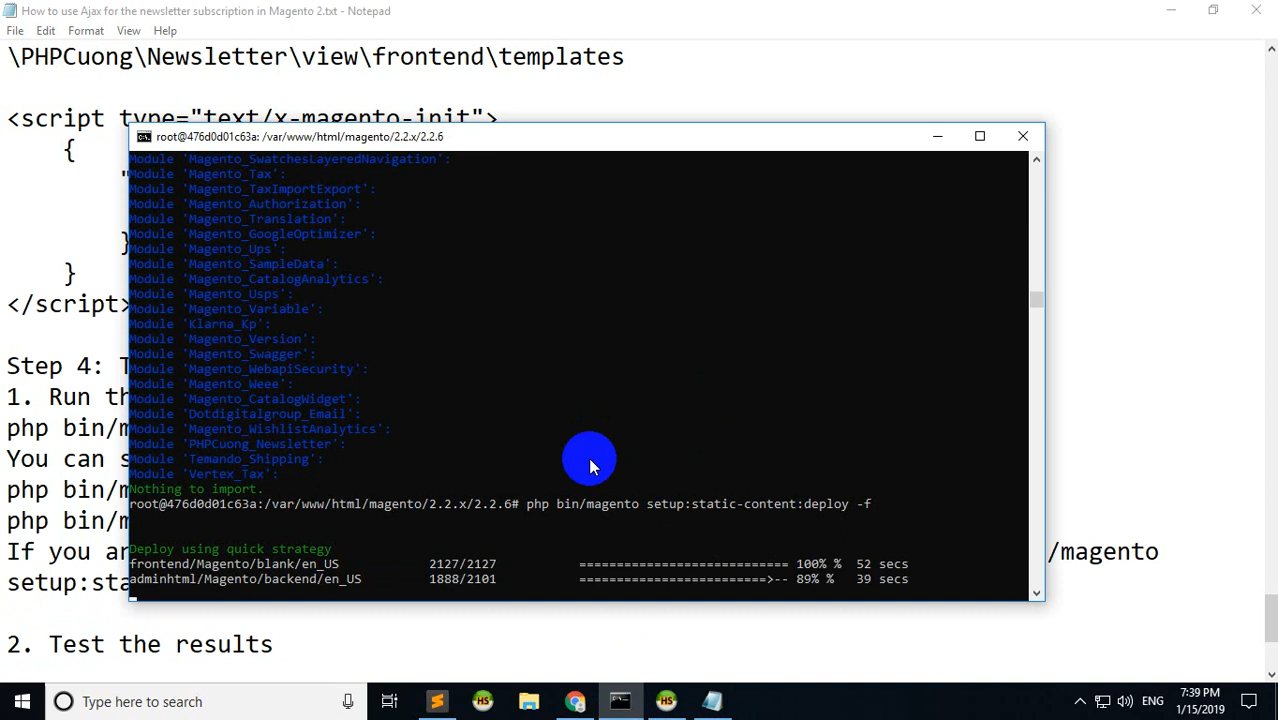 How to use Ajax for the newsletter subscription in Magento 2.txt - Notepad
File Edit Format View Help
\PHPCuong\Newsletter\view\frontend\templates
<script type="text/x-magento-init">
{
"
}
}
</script>
Step 4: T
1. Run th
php bin/m
You can s
php bin/m
php bin/m
If you ar
/magento
setup:sta
2. Test the results
root@476d0d01c63a: /var/www/html/magento/2.2.x/2.2.6
Module 'Magento_SwatchesLayeredNavigation':
Module 'Magento_Tax':
Module 'Magento_TaxImportExport':
Module 'Magento_Authorization':
Module 'Magento_Translation':
Module 'Magento_GoogleOptimizer':
Module 'Magento_Ups':
Module 'Magento_SampleData':
Module 'Magento_CatalogAnalytics':
Module 'Magento_Usps':
Module 'Magento_Variable':
Module 'Klarna_Kp':
Module 'Magento_Version':
Module 'Magento_Swagger':
Module 'Magento_WebapiSecurity':
Module 'Magento_Weee':
Module 'Magento_CatalogWidget':
Module 'Dotdigitalgroup_Email':
Module 'Magento_WishlistAnalytics':
Module 'PHPCuong_Newsletter':
Module 'Temando_Shipping':
Module 'Vertex_Tax':
Nothing to import.
root@476d0d01c63a:/var/www/html/magento/2.2.x/2.2.6# php bin/magento setup:static-content:deploy -f
Deploy using quick strategy
frontend/Magento/blank/en_US 2127/2127 ============================ 100% % 52 secs
adminhtml/Magento/backend/en_US 1888/2101 =========================>-- 89% % 39 secs
Type here to search
HS
HS
ENG
7:39 PM
1/15/2019